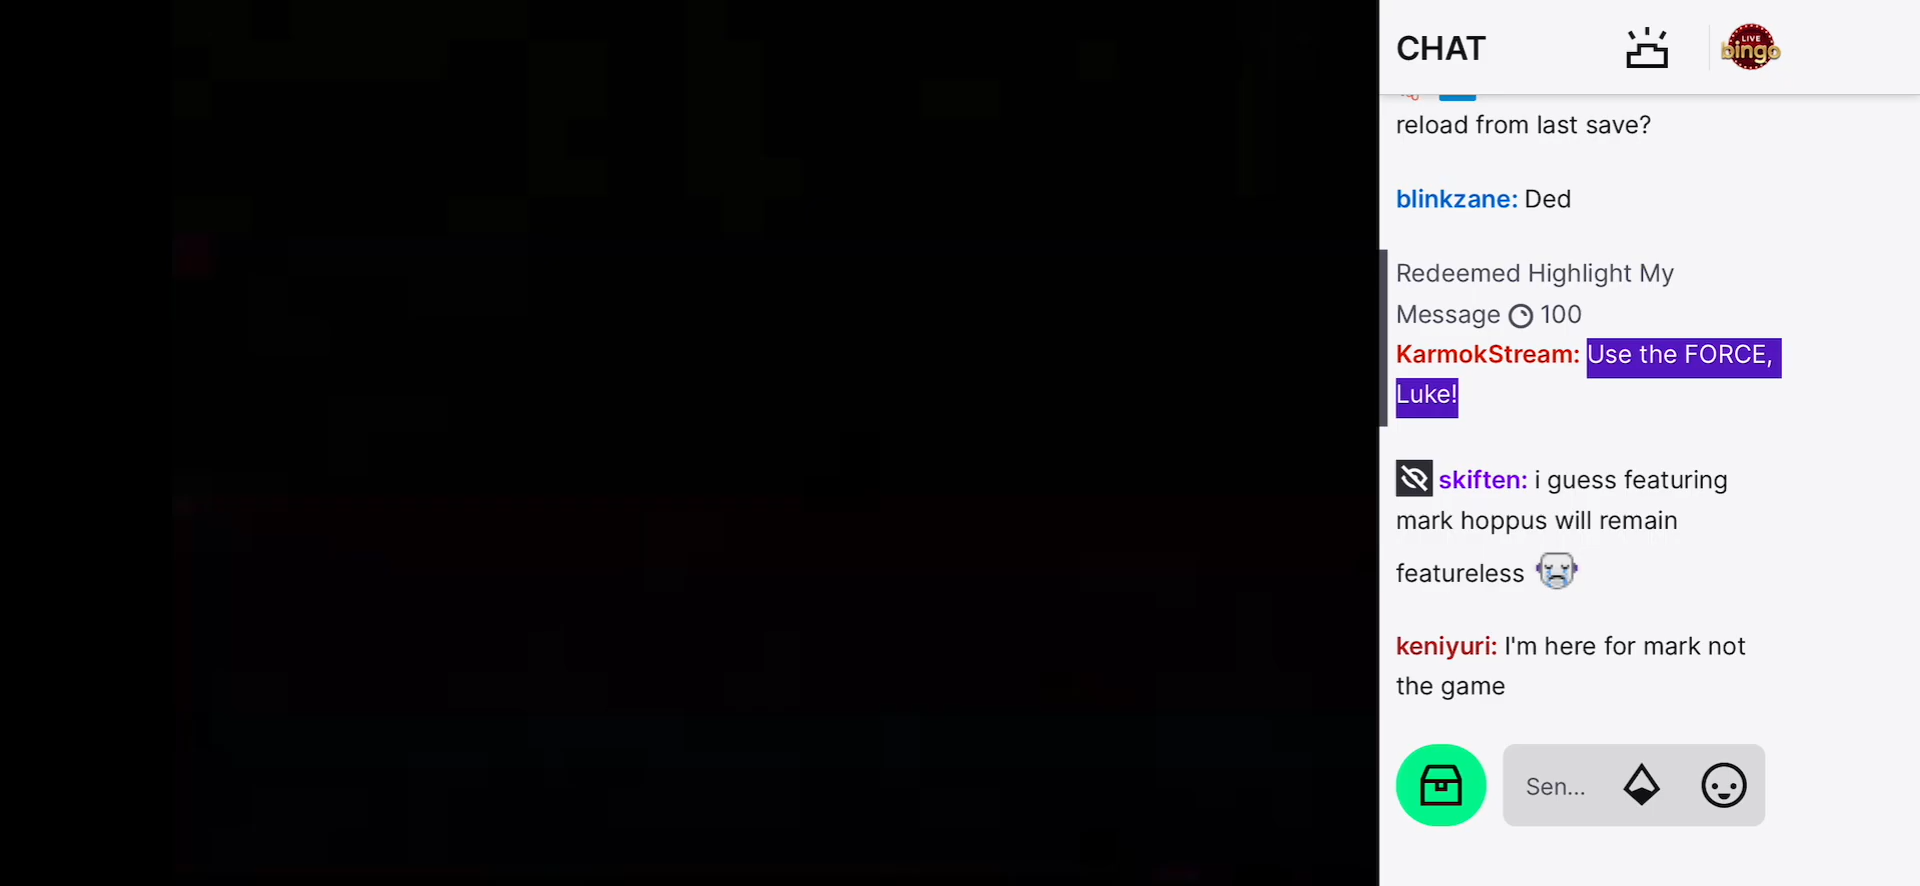 CHAT
LIVE
bingo
reload from last save?
blinkzane: Ded
Redeemed Highlight My
Message 100
KarmokStream: Use the FORCE,
Luke!
skiften: i guess featuring
mark hoppus will remain
featureless
keniyuri: I'm here for mark not
the game
Sen...